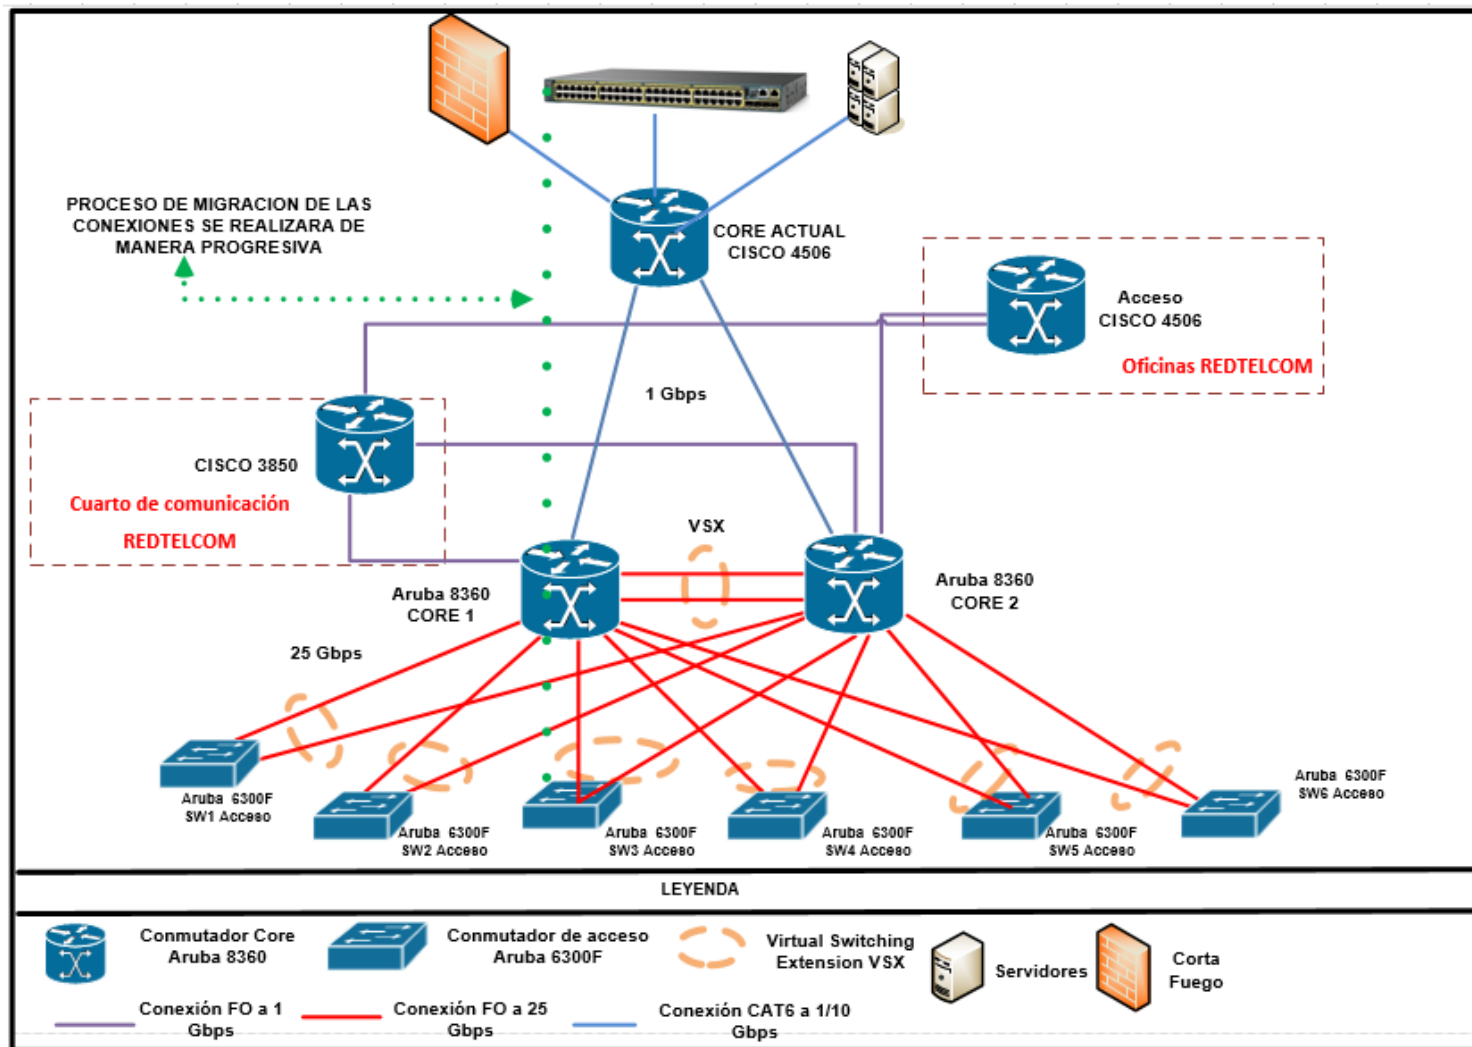 PROCESO DE MIGRACION DE LAS
CONEXIONES SE REALIZARA DE
MANERA PROGRESIVA
CORE ACTUAL
CISCO 4506
Acceso
CISCO 4506
Oficinas REDTELCOM
1 Gbps
CISCO 3850
Cuarto de comunicación
REDTELCOM
VSX
Aruba 8360
CORE 1
Aruba 8360
CORE 2
25 Gbps
Aruba 6300F
SW1 Acceso
Aruba 6300F
SW2 Acceso
Aruba 6300F
SW3 Acceso
Aruba 6300F
SW4 Acceso
Aruba 6300F
SW5 Acceso
Aruba 6300F
SW6 Acceso
LEYENDA
Conmutador Core
Aruba 8360
Conmutador de acceso
Aruba 6300F
Virtual Switching
Extension VSX
Servidores
Corta
Fuego
Conexión FO a 1
Gbps
Conexión FO a 25
Gbps
Conexión CAT6 a 1/10
Gbps